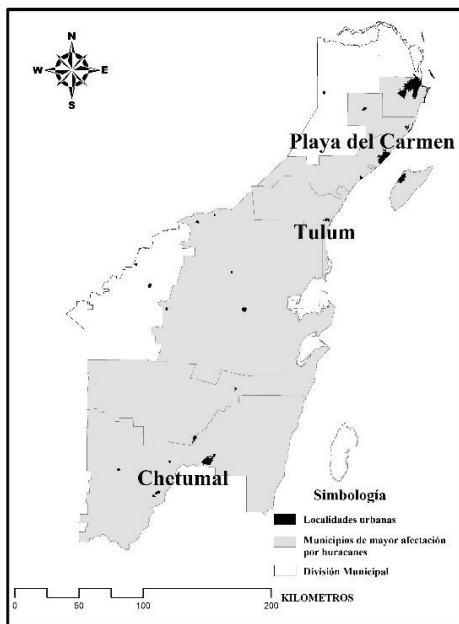 N
W E
S
Playa del Carmen
Tulum
Chetumal
Simbología
Localidades urbanas
Municipios de mayor afectación
por huracanes
División Municipal
KILOMETROS
0 50 100 200